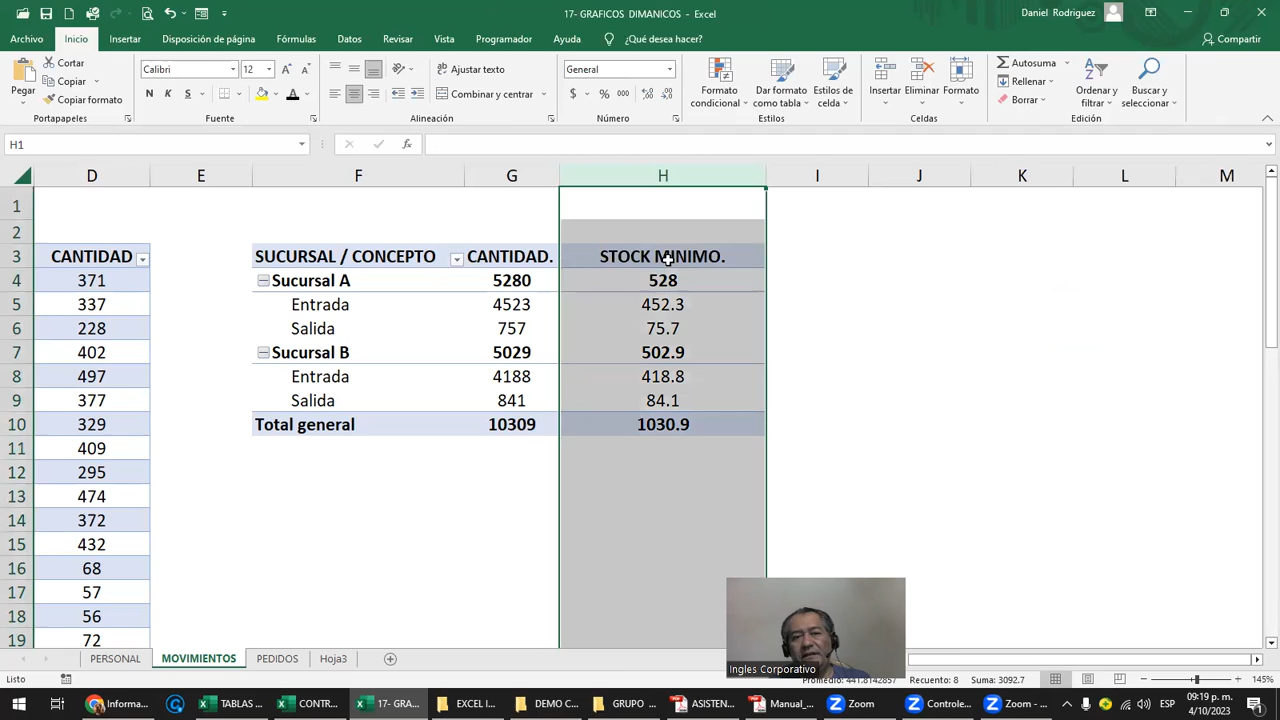 17- GRAFICOS DIMANICOS - Excel
Daniel Rodriguez
Archivo Inicio Insertar Disposición de página Fórmulas Datos Revisar Vista Programador Ayuda ¿Qué desea hacer? Compartir
Pegar
Cortar
Copiar
Copiar formato
Portapapeles
Calibri 12
N K S
Fuente
Ajustar texto
Combinar y centrar
Alineación
General
$ % 000
Número
Formato condicional
Dar formato como tabla
Estilos de celda
Estilos
Insertar Eliminar Formato
Celdas
Autosuma
Rellenar
Borrar
Ordenar y filtrar
Buscar y seleccionar
Edición
H1
fx
D E F G H I J K L M
1
2
3 CANTIDAD SUCURSAL / CONCEPTO CANTIDAD. STOCK MINIMO.
4 371 Sucursal A 5280 528
5 337 Entrada 4523 452.3
6 228 Salida 757 75.7
7 402 Sucursal B 5029 502.9
8 497 Entrada 4188 418.8
9 377 Salida 841 84.1
10 329 Total general 10309 1030.9
11 409
12 295
13 474
14 372
15 432
16 68
17 57
18 56
19 72
Ingles Corporativo
PERSONAL MOVIMIENTOS PEDIDOS Hoja3
Listo Recuento: 8 Suma: 3092.7 145%
Informa... TABLAS ... CONTR... 17- GRA... EXCEL I... DEMO C... GRUPO ... ASISTEN... Manual_... Zoom Controle... Zoom - ... ESP
09:19 p. m.
4/10/2023